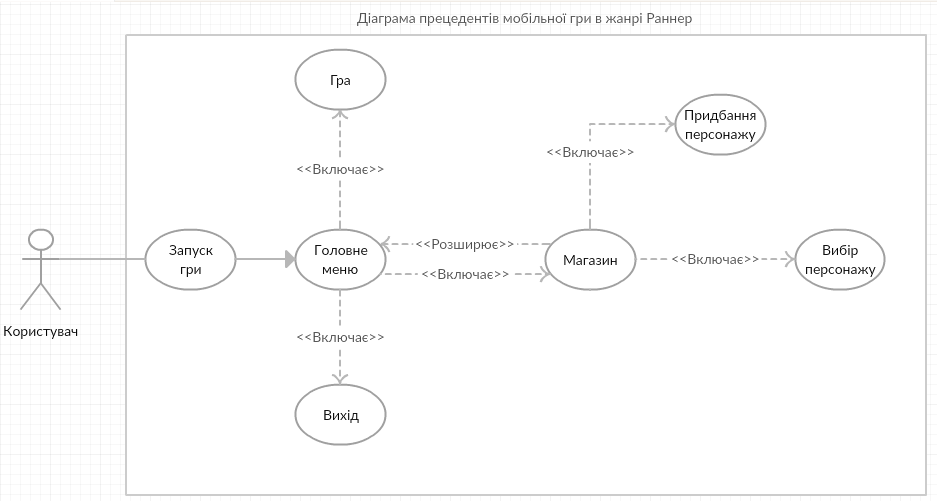 Діаграма прецедентів мобільної гри в жанрі Раннер
Гра
Придбання
персонажу
<<Включає>>
<<Включає>>
Запуск
гри
Головне
меню
<<Розширює>>
<<Включає>>
Магазин
<<Включає>>
Вибір
персонажу
Користувач
<<Включає>>
Вихід